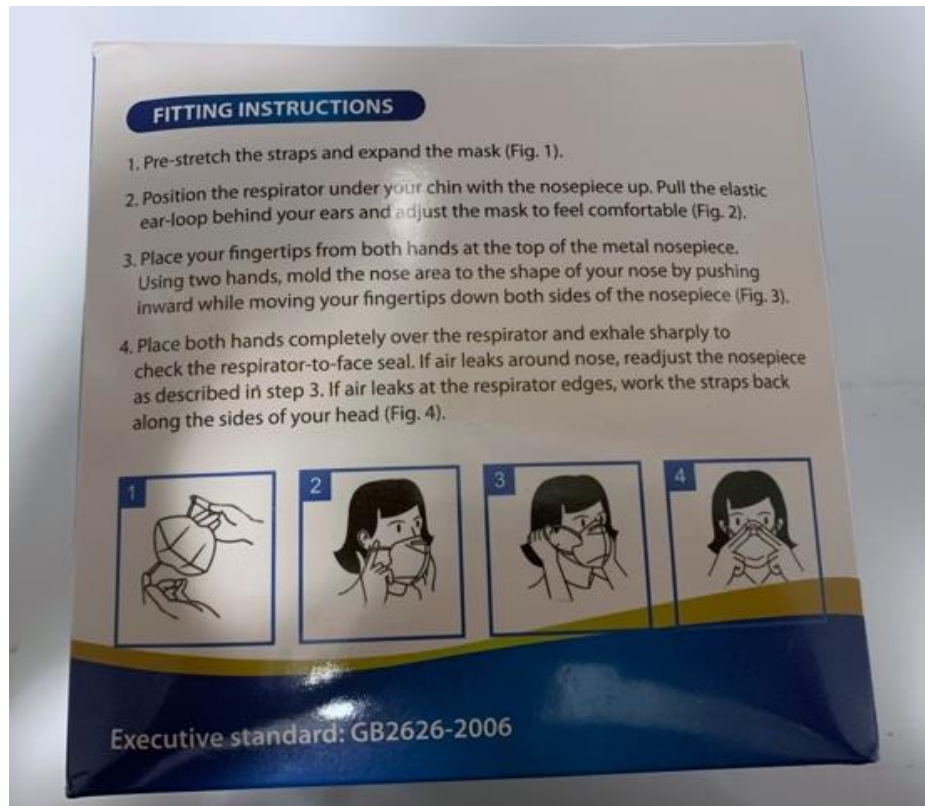 FITTING INSTRUCTIONS
1. Pre-stretch the straps and expand the mask (Fig. 1).
2. Position the respirator under your chin with the nosepiece up. Pull the elastic
ear-loop behind your ears and adjust the mask to feel comfortable (Fig. 2).
3. Place your fingertips from both hands at the top of the metal nosepiece.
Using two hands, mold the nose area to the shape of your nose by pushing
inward while moving your fingertips down both sides of the nosepiece (Fig. 3).
4. Place both hands completely over the respirator and exhale sharply to
check the respirator-to-face seal. If air leaks around nose, readjust the nosepiece
as described in step 3. If air leaks at the respirator edges, work the straps back
along the sides of your head (Fig. 4).
1 2 3 4
Executive standard: GB2626-2006